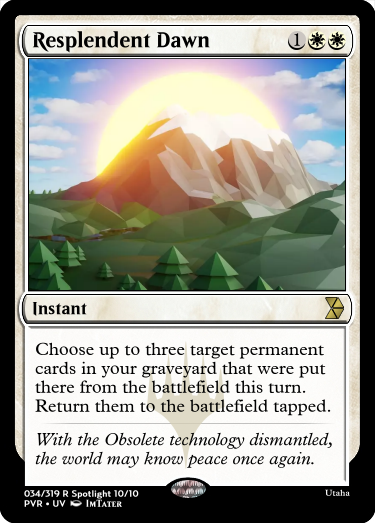 Resplendent Dawn 1
Instant
Choose up to three target permanent
cards in your graveyard that were put
there from the battlefield this turn.
Return them to the battlefield tapped.
With the Obsolete technology dismantled,
the world may know peace once again.
034/319 R Spotlight 10/10
PVR • UV ImTater
Utaha